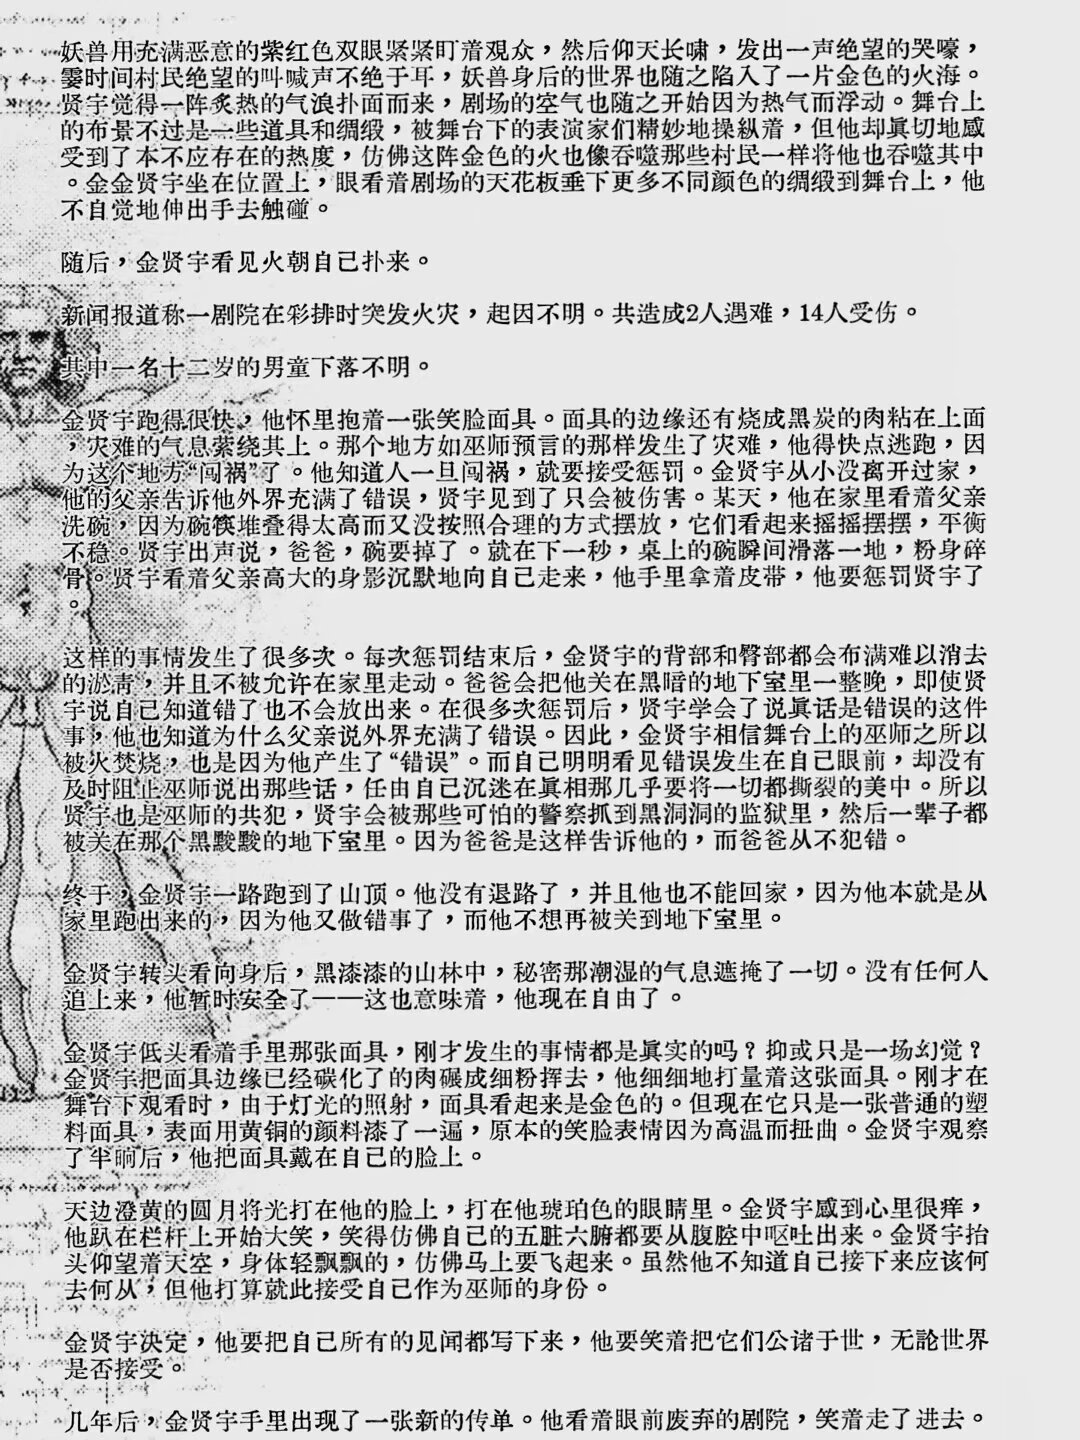 妖兽用充满恶意的紫红色双眼紧紧盯着观众，然后仰天长啸，发出一声绝望的哭嚎，
霎时间村民绝望的叫喊声不绝于耳，妖兽身后的世界也随之陷入了一片金色的火海。
贤宇觉得一阵炙热的气浪扑面而来，剧场的空气也随之开始因为热气而浮动。舞台上
的布景不过是一些道具和绸缎，被舞台下的表演家们精妙地操纵着，但他却真切地感
受到了本不应存在的热度，仿佛这阵金色的火也像吞噬那些村民一样将他也吞噬其中
。金金贤宇坐在位置上，眼看着剧场的天花板垂下更多不同颜色的绸缎到舞台上，他
不自觉地伸出手去触碰。
随后，金贤宇看见火朝自己扑来。
新闻报道称一剧院在彩排时突发火灾，起因不明。共造成2人遇难，14人受伤。
其中一名十二岁的男童下落不明。
金贤宇跑得很快，他怀里抱着一张笑脸面具。面具的边缘还有烧成黑炭的肉粘在上面
，灾难的气息萦绕其上。那个地方如巫师预言的那样发生了灾难，他得快点逃跑，因
为这个地方“闯祸”了。他知道人一旦闯祸，就要接受惩罚。金贤宇从小没离开过家，
他的父亲告诉他外界充满了错误，贤宇见到了只会被伤害。某天，他在家里看着父亲
洗碗，因为碗筷堆叠得太高而又没按照合理的方式摆放，它们看起来摇摇摆摆，平衡
不稳。贤宇出声说，爸爸，碗要掉了。就在下一秒，桌上的碗瞬间滑落一地，粉身碎
骨。贤宇看着父亲高大的身影沉默地向自己走来，他手里拿着皮带，他要惩罚贤宇了
。
这样的事情发生了很多次。每次惩罚结束后，金贤宇的背部和臀部都会布满难以消去
的淤青，并且不被允许在家里走动。爸爸会把他关在黑暗的地下室里一整晚，即使贤
宇说自己知道错了也不会放出来。在很多次惩罚后，贤宇学会了说真话是错误的这件
事，他也知道为什么父亲说外界充满了错误。因此，金贤宇相信舞台上的巫师之所以
被火焚烧，也是因为他产生了“错误”。而自己明明看见错误发生在自己眼前，却没有
及时阻止巫师说出那些话，任由自己沉迷在真相那几乎要将一切都撕裂的美中。所以
贤宇也是巫师的共犯，贤宇会被那些可怕的警察抓到黑洞洞的监狱里，然后一辈子都
被关在那个黑黢黢的地下室里。因为爸爸是这样告诉他的，而爸爸从不犯错。
终于，金贤宇一路跑到了山顶。他没有退路了，并且他也不能回家，因为他本就是从
家里跑出来的，因为他又做错事了，而他不想再被关到地下室里。
金贤宇转头看向身后，黑漆漆的山林中，秘密那潮湿的气息遮掩了一切。没有任何人
追上来，他暂时安全了——这也意味着，他现在自由了。
金贤宇低头看着手里那张面具，刚才发生的事情都是真实的吗？抑或只是一场幻觉？
金贤宇把面具边缘已经碳化了的肉碾成细粉挥去，他细细地打量着这张面具。刚才在
舞台下观看时，由于灯光的照射，面具看起来是金色的。但现在它只是一张普通的塑
料面具，表面用黄铜的颜料漆了一遍，原本的笑脸表情因为高温而扭曲。金贤宇观察
了半晌后，他把面具戴在自己的脸上。
天边澄黄的圆月将光打在他的脸上，打在他琥珀色的眼睛里。金贤宇感到心里很痒，
他趴在栏杆上开始大笑，笑得仿佛自己的五脏六腑都要从腹腔中呕吐出来。金贤宇抬
头仰望着天空，身体轻飘飘的，仿佛马上要飞起来。虽然他不知道自己接下来应该何
去何从，但他打算就此接受自己作为巫师的身份。
金贤宇决定，他要把自己所有的见闻都写下来，他要笑着把它们公诸于世，无论世界
是否接受。
几年后，金贤宇手里出现了一张新的传单。他看着眼前废弃的剧院，笑着走了进去。